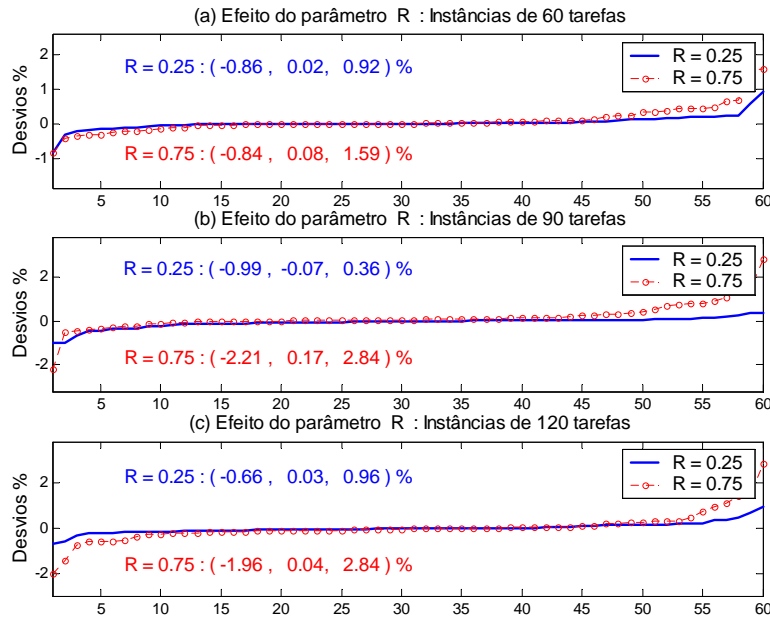 (a) Efeito do parâmetro R : Instâncias de 60 tarefas
Desvios %
2
1
0
-1
R = 0.25 : ( -0.86 , 0.02, 0.92 ) %
R = 0.75 : ( -0.84, 0.08, 1.59 ) %
R = 0.25
R = 0.75
5 10 15 20 25 30 35 40 45 50 55 60
(b) Efeito do parâmetro R : Instâncias de 90 tarefas
Desvios %
2
0
-2
R = 0.25 : ( -0.99, -0.07, 0.36 ) %
R = 0.75 : ( -2.21 , 0.17, 2.84 ) %
R = 0.25
R = 0.75
5 10 15 20 25 30 35 40 45 50 55 60
(c) Efeito do parâmetro R : Instâncias de 120 tarefas
Desvios %
2
0
-2
R = 0.25 : ( -0.66, 0.03, 0.96 ) %
R = 0.75 : ( -1.96, 0.04, 2.84 ) %
R = 0.25
R = 0.75
5 10 15 20 25 30 35 40 45 50 55 60